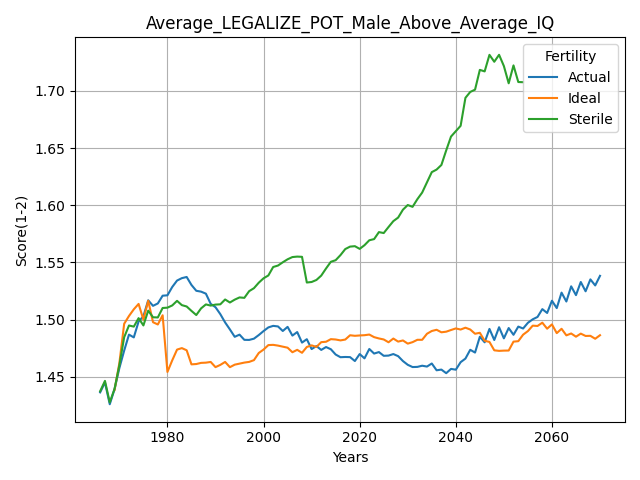 Average_LEGALIZE_POT_Male_Above_Average_IQ
Fertility
Actual
Ideal
Sterile
Score(1-2)
1.70
1.65
1.60
1.55
1.50
1.45
1980
2000
2020
2040
2060
Years